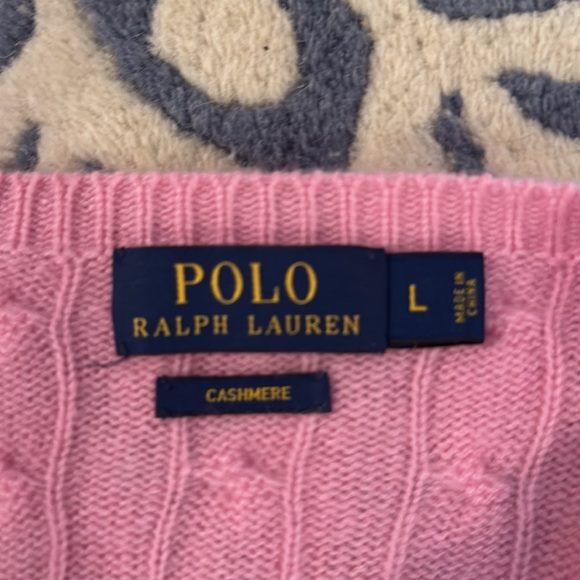 POLO
RALPH LAUREN
L
MADE IN
CHINA
CASHMERE